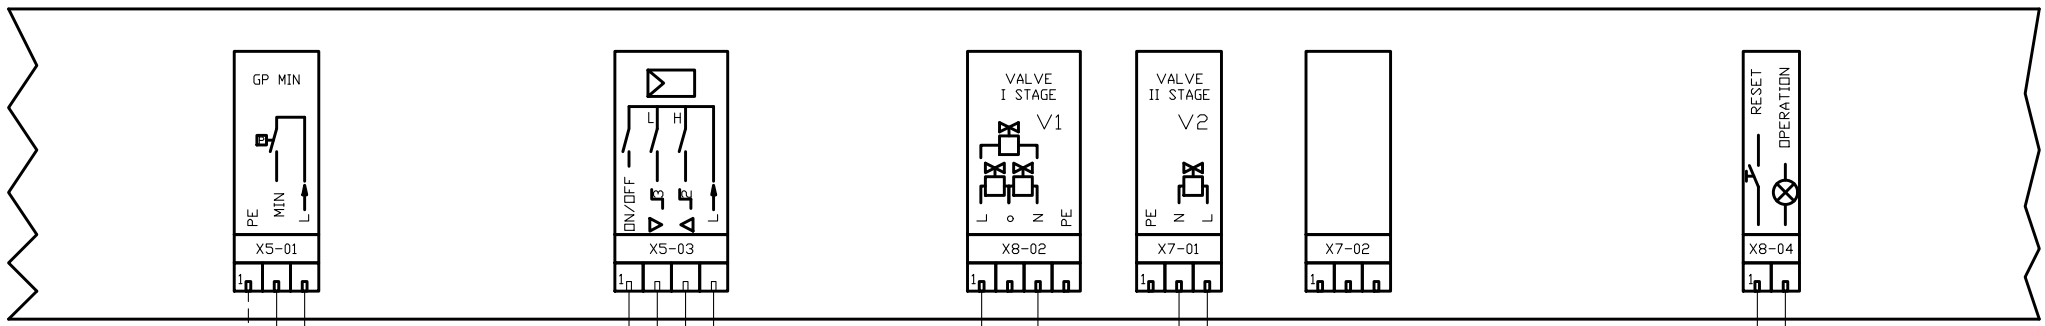 GP MIN
P
PE
MIN
L
X5-01
1
L
H
ON/OFF
3
2
L
X5-03
1
VALVE
I STAGE
V1
L
N
PE
X8-02
1
VALVE
II STAGE
V2
PE
N
L
X7-01
1
X7-02
1
RESET
OPERATION
X8-04
1